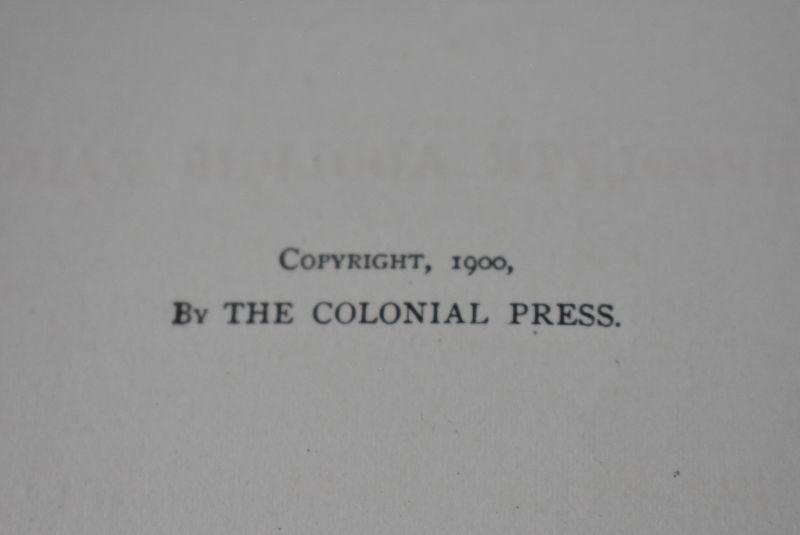 COPYRIGHT, 1900,
BY THE COLONIAL PRESS.